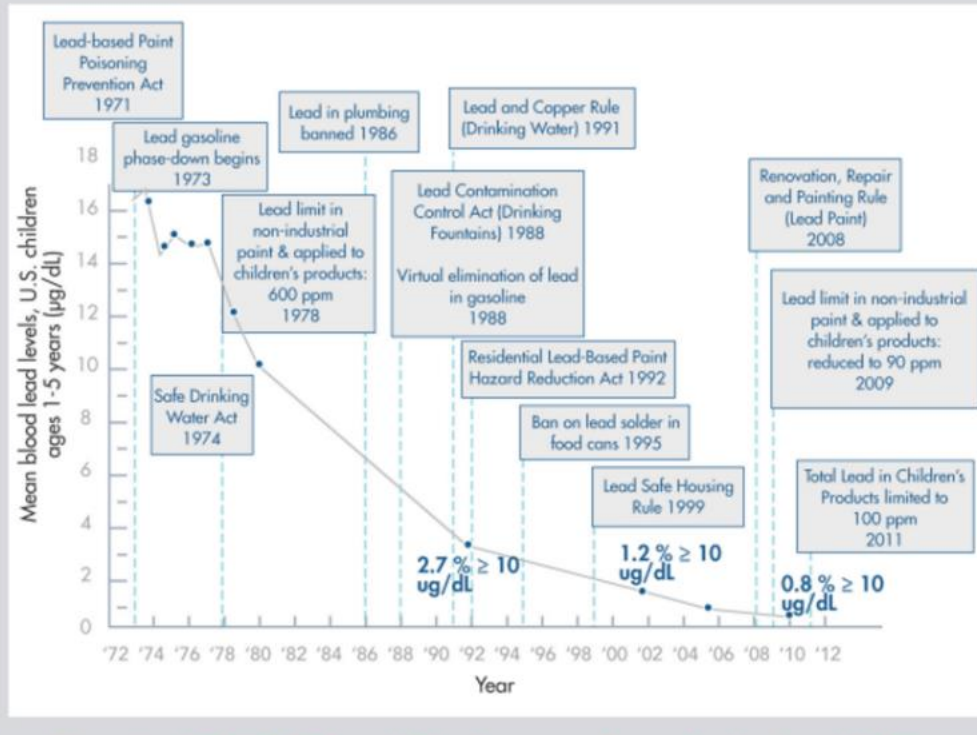 Lead-based Paint
Poisoning
Prevention Act
1971
Lead gasoline
phase-down begins
1973
Lead in plumbing
banned 1986
Lead and Copper Rule
(Drinking Water) 1991
Lead limit in
non-industrial
paint & applied to
children's products:
600 ppm
1978
Lead Contamination
Control Act (Drinking
Fountains) 1988
Virtual elimination of lead
in gasoline
1988
Renovation, Repair
and Painting Rule
(Lead Paint)
2008
Lead limit in non-industrial
paint & applied to
children's products:
reduced to 90 ppm
2009
Safe Drinking
Water Act
1974
Residential Lead-Based Paint
Hazard Reduction Act 1992
Ban on lead solder in
food cans 1995
Lead Safe Housing
Rule 1999
Total Lead in Children's
Products limited to
100 ppm
2011
2.7 % ≥ 10
ug/dL
1.2 % ≥ 10
ug/dL
0.8 % ≥ 10
ug/dL
Mean blood lead levels, U.S. children
ages 1-5 years (µg/dL)
18
16
14
12
10
8
6
4
2
0
'72 '74 '76 '78 '80 '82 '84 '86 '88 '90 '92 '94 '96 '98 '00 '02 '04 '06 '08 '10 '12
Year